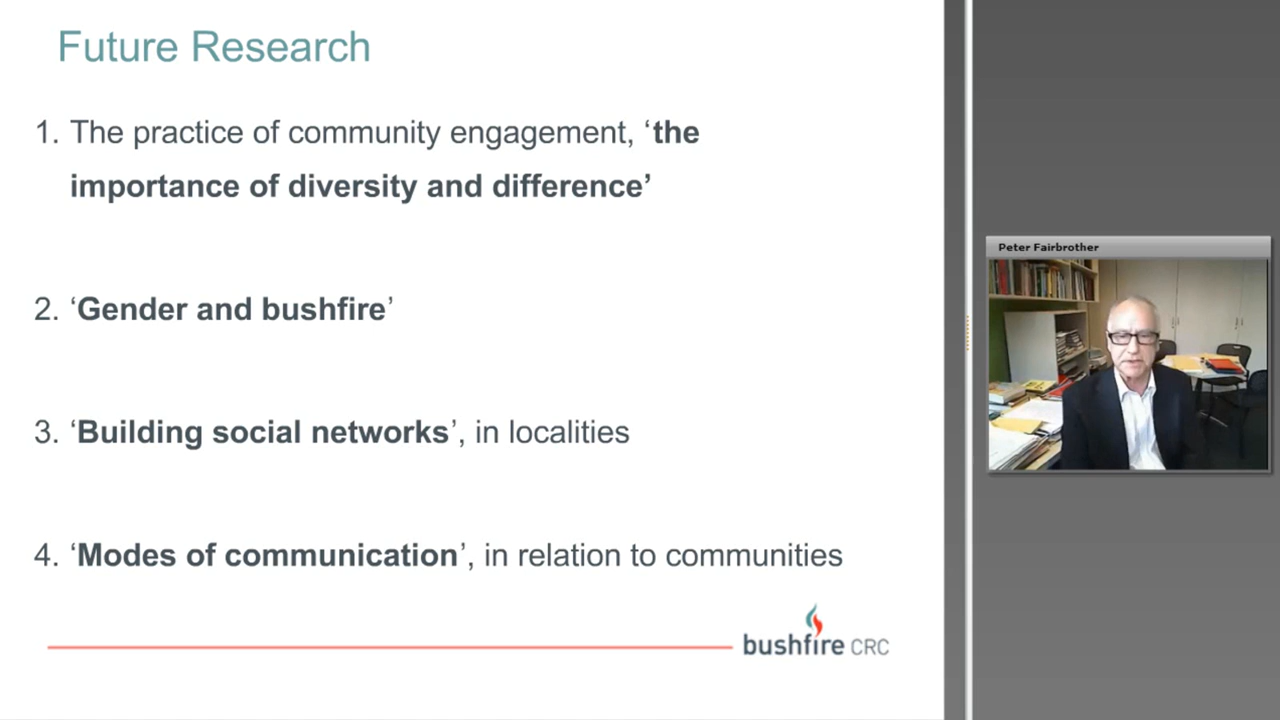 Future Research
1. The practice of community engagement, ‘the
importance of diversity and difference’
2. ‘Gender and bushfire’
3. ‘Building social networks’, in localities
4. ‘Modes of communication’, in relation to communities
bushfire CRC
Peter Fairbrother